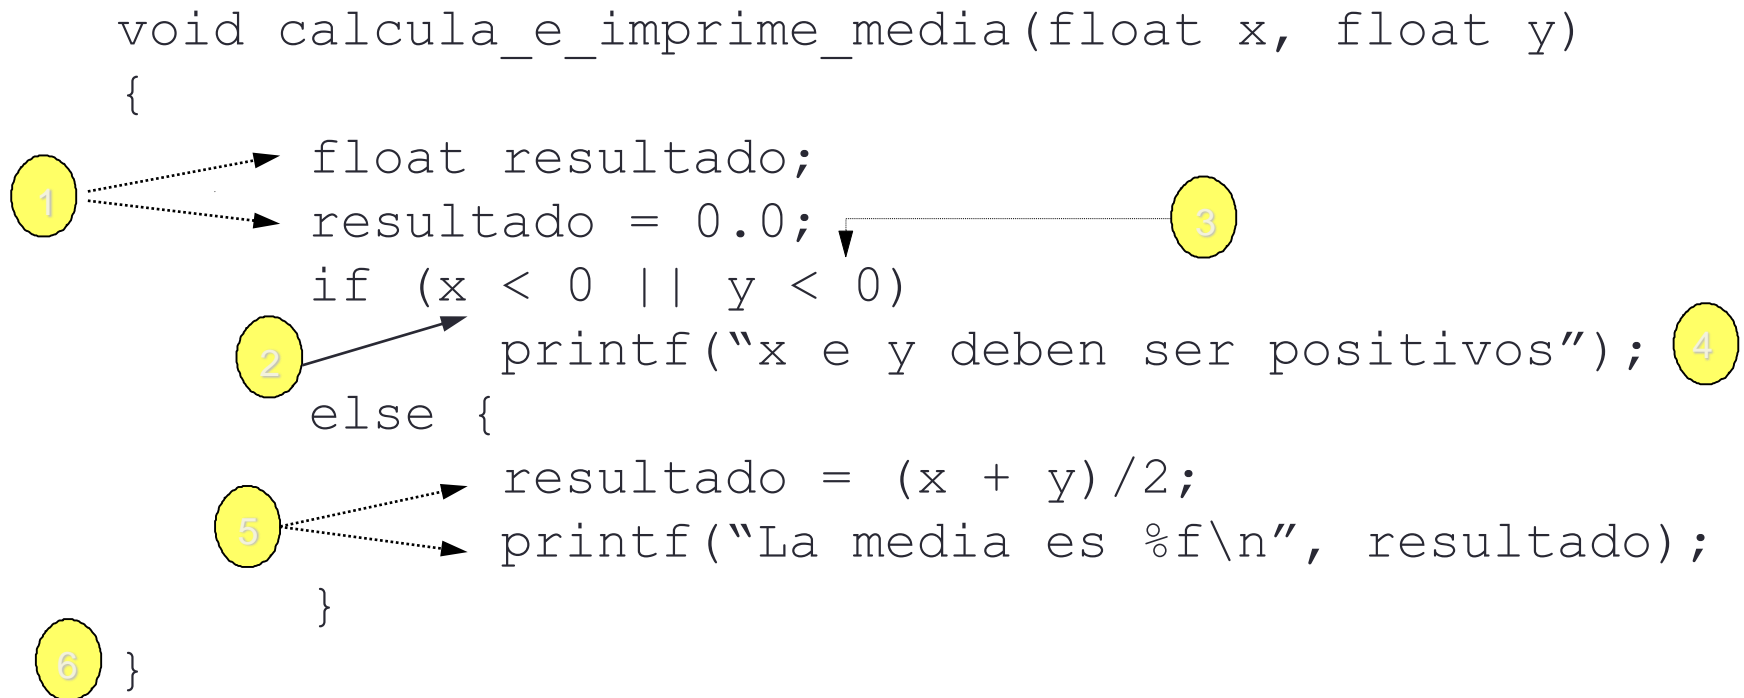 void calcula_e_imprime_media(float x, float y)
{
float resultado;
1
resultado = 0.0;
3
if (x < 0 || y < 0)
2
printf(“x e y deben ser positivos”);
4
else {
resultado = (x + y)/2;
5
printf(“La media es %f\n”, resultado);
}
6
}